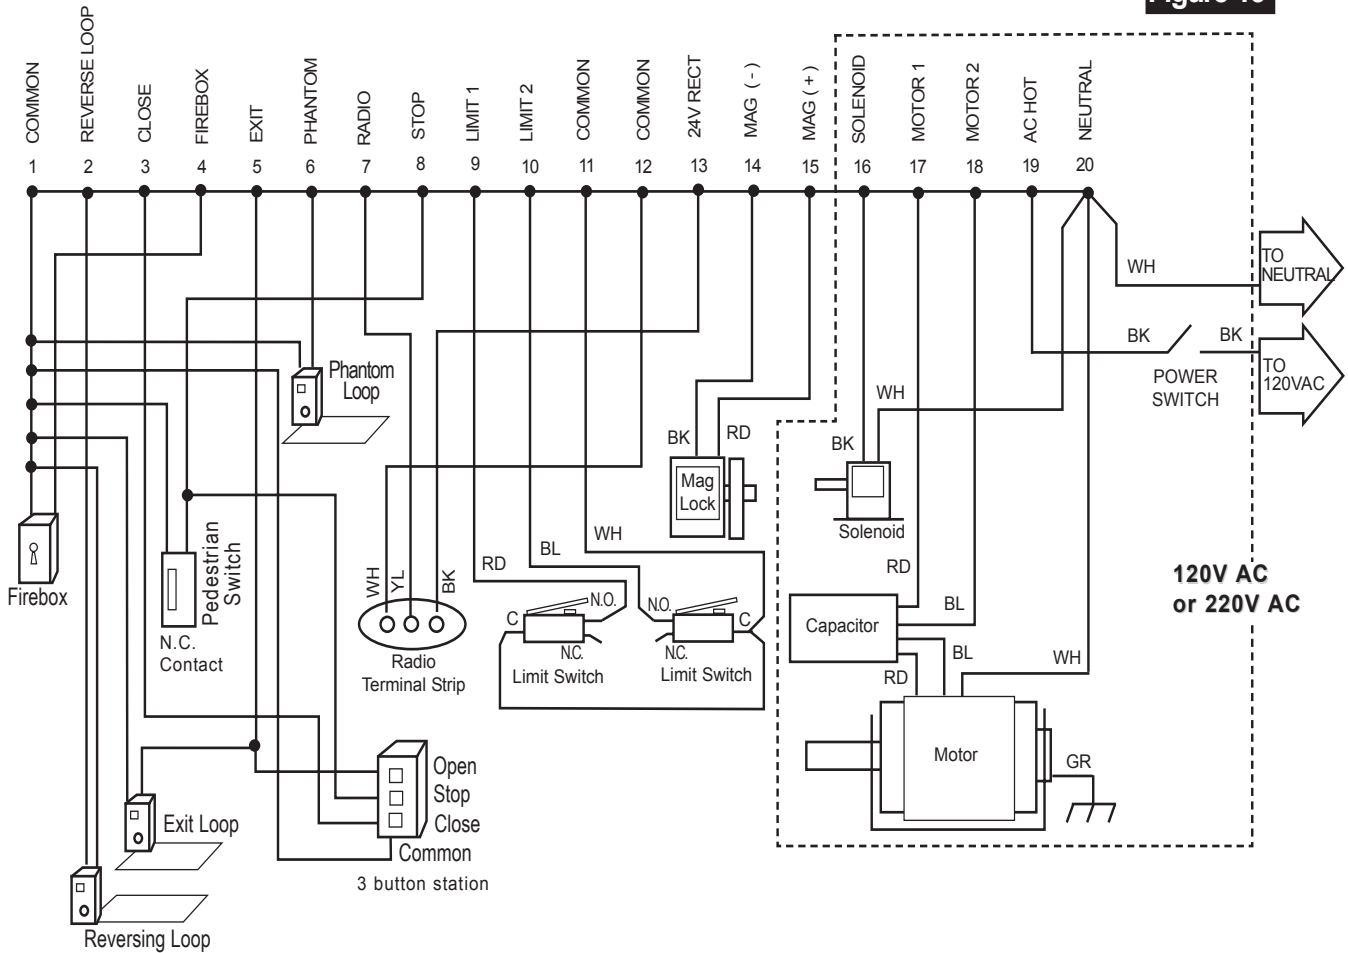 COMMON
REVERSE LOOP
CLOSE
FIREBOX
EXIT
PHANTOM
RADIO
STOP
LIMIT 1
LIMIT 2
COMMON
COMMON
24V RECT
MAG ( - )
MAG ( + )
SOLENOID
MOTOR 1
MOTOR 2
AC HOT
NEUTRAL
1 2 3 4 5 6 7 8 9 10 11 12 13 14 15 16 17 18 19 20
WH
TO
NEUTRAL
BK
BK
POWER
SWITCH
TO
120VAC
Phantom
Loop
WH
BK
RD
BK
Mag
Lock
Solenoid
Firebox
Pedestrian
Switch
N.C.
Contact
WH
YL
BK
Radio
Terminal Strip
RD
BL
WH
C
N.O.
N.C.
Limit Switch
N.O.
C
N.C.
Limit Switch
RD
BL
Capacitor
BL
RD
WH
120V AC
or 220V AC
Motor
GR
Open
Stop
Close
Common
3 button station
Exit Loop
Reversing Loop